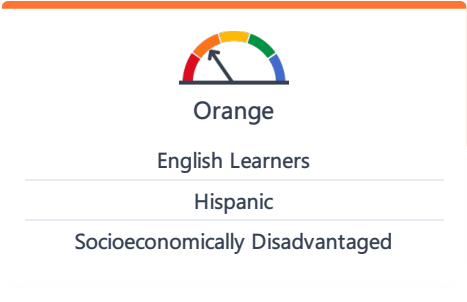 Orange
English Learners
Hispanic
Socioeconomically Disadvantaged